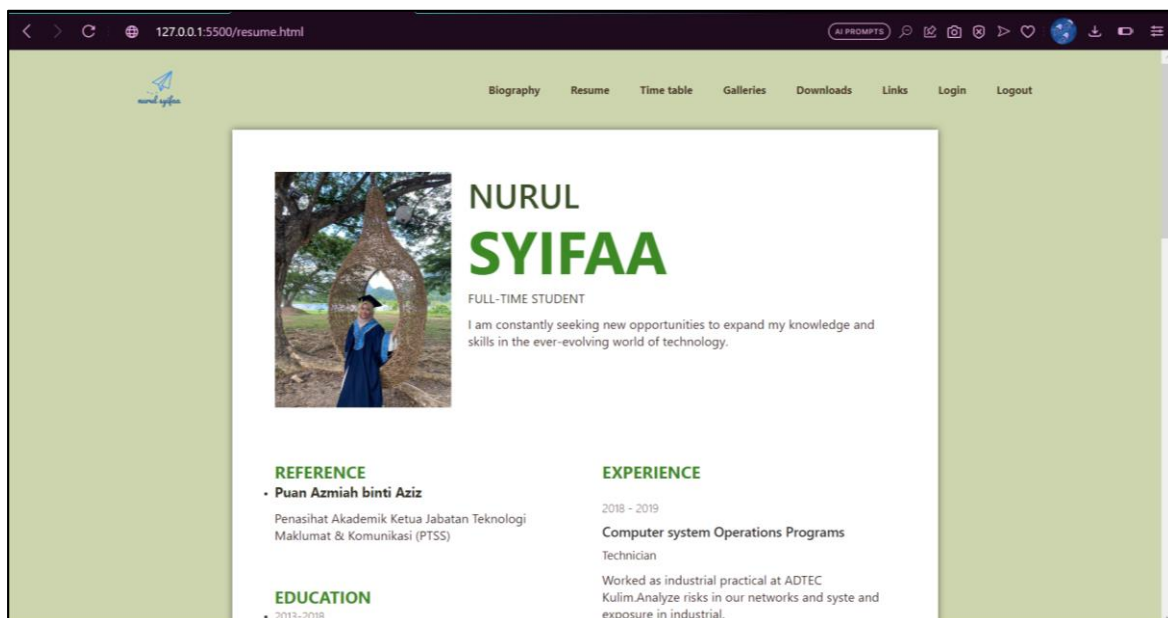 127.0.0.1:5500/resume.html
AI PROMPTS
nurul syifaa
Biography Resume Time table Galleries Downloads Links Login Logout
NURUL
SYIFAA
FULL-TIME STUDENT
I am constantly seeking new opportunities to expand my knowledge and
skills in the ever-evolving world of technology.
REFERENCE
• Puan Azmiah binti Aziz
Penasihat Akademik Ketua Jabatan Teknologi
Maklumat & Komunikasi (PTSS)
EDUCATION
• 2013-2018
EXPERIENCE
2018 - 2019
Computer system Operations Programs
Technician
Worked as industrial practical at ADTEC
Kulim.Analyze risks in our networks and syste and
exposure in industrial.